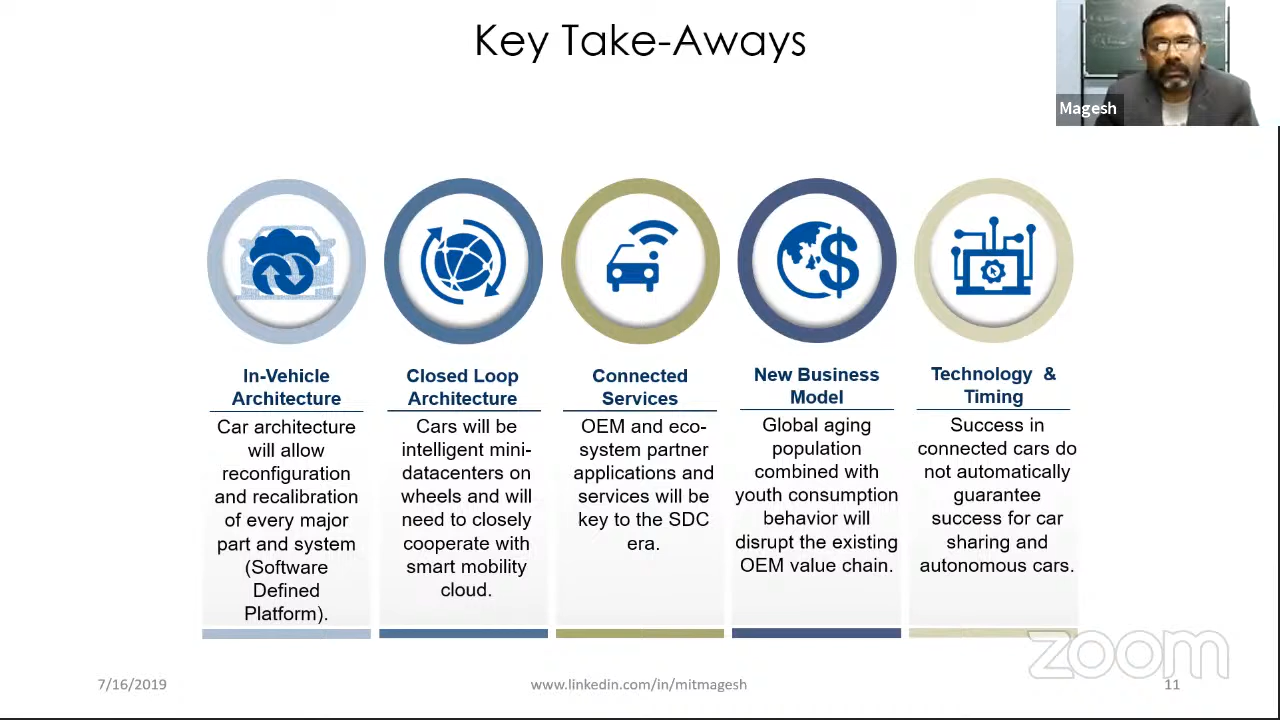 Key Take-Aways
Magesh
In-Vehicle
Architecture
Car architecture
will allow
reconfiguration
and recalibration
of every major
part and system
(Software
Defined
Platform).
Closed Loop
Architecture
Cars will be
intelligent mini-
datacenters on
wheels and will
need to closely
cooperate with
smart mobility
cloud.
Connected
Services
OEM and eco-
system partner
applications and
services will be
key to the SDC
era.
New Business
Model
Global aging
population
combined with
youth consumption
behavior will
disrupt the existing
OEM value chain.
Technology &
Timing
Success in
connected cars do
not automatically
guarantee
success for car
sharing and
autonomous cars.
zoom
7/16/2019
www.linkedin.com/in/mitmagesh
11